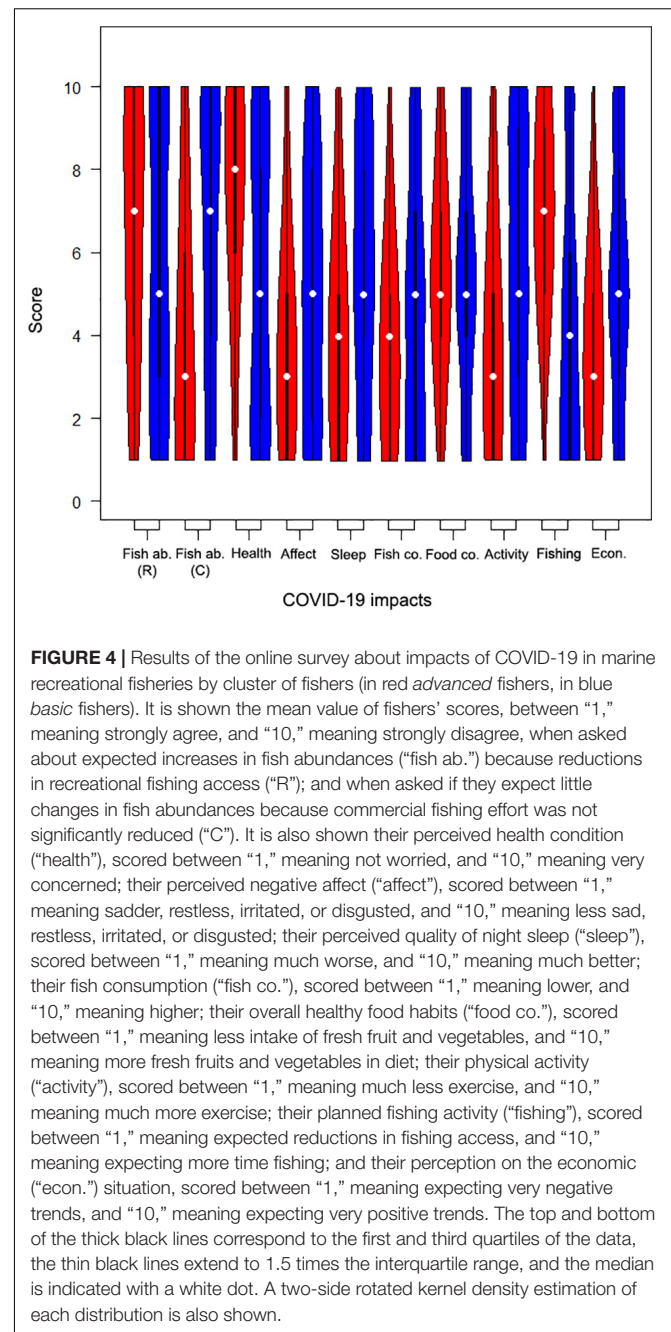 10
8
6
4
2
0
Score
Fish ab. Fish ab. Health Affect Sleep Fish co. Food co. Activity Fishing Econ.
(R) (C)
COVID-19 impacts
FIGURE 4 | Results of the online survey about impacts of COVID-19 in marine
recreational fisheries by cluster of fishers (in red advanced fishers, in blue
basic fishers). It is shown the mean value of fishers' scores, between “1,”
meaning strongly agree, and “10,” meaning strongly disagree, when asked
about expected increases in fish abundances (“fish ab.”) because reductions
in recreational fishing access (“R”); and when asked if they expect little
changes in fish abundances because commercial fishing effort was not
significantly reduced (“C”). It is also shown their perceived health condition
(“health”), scored between “1,” meaning not worried, and “10,” meaning very
concerned; their perceived negative affect (“affect”), scored between “1,”
meaning sadder, restless, irritated, or disgusted, and “10,” meaning less sad,
restless, irritated, or disgusted; their perceived quality of night sleep (“sleep”),
scored between “1,” meaning much worse, and “10,” meaning much better;
their fish consumption (“fish co.”), scored between “1,” meaning lower, and
“10,” meaning higher; their overall healthy food habits (“food co.”), scored
between “1,” meaning less intake of fresh fruit and vegetables, and “10,”
meaning more fresh fruits and vegetables in diet; their physical activity
(“activity”), scored between “1,” meaning much less exercise, and “10,”
meaning much more exercise; their planned fishing activity (“fishing”), scored
between “1,” meaning expected reductions in fishing access, and “10,”
meaning expecting more time fishing; and their perception on the economic
(“econ.”) situation, scored between “1,” meaning expecting very negative
trends, and “10,” meaning expecting very positive trends. The top and bottom
of the thick black lines correspond to the first and third quartiles of the data,
the thin black lines extend to 1.5 times the interquartile range, and the median
is indicated with a white dot. A two-side rotated kernel density estimation of
each distribution is also shown.